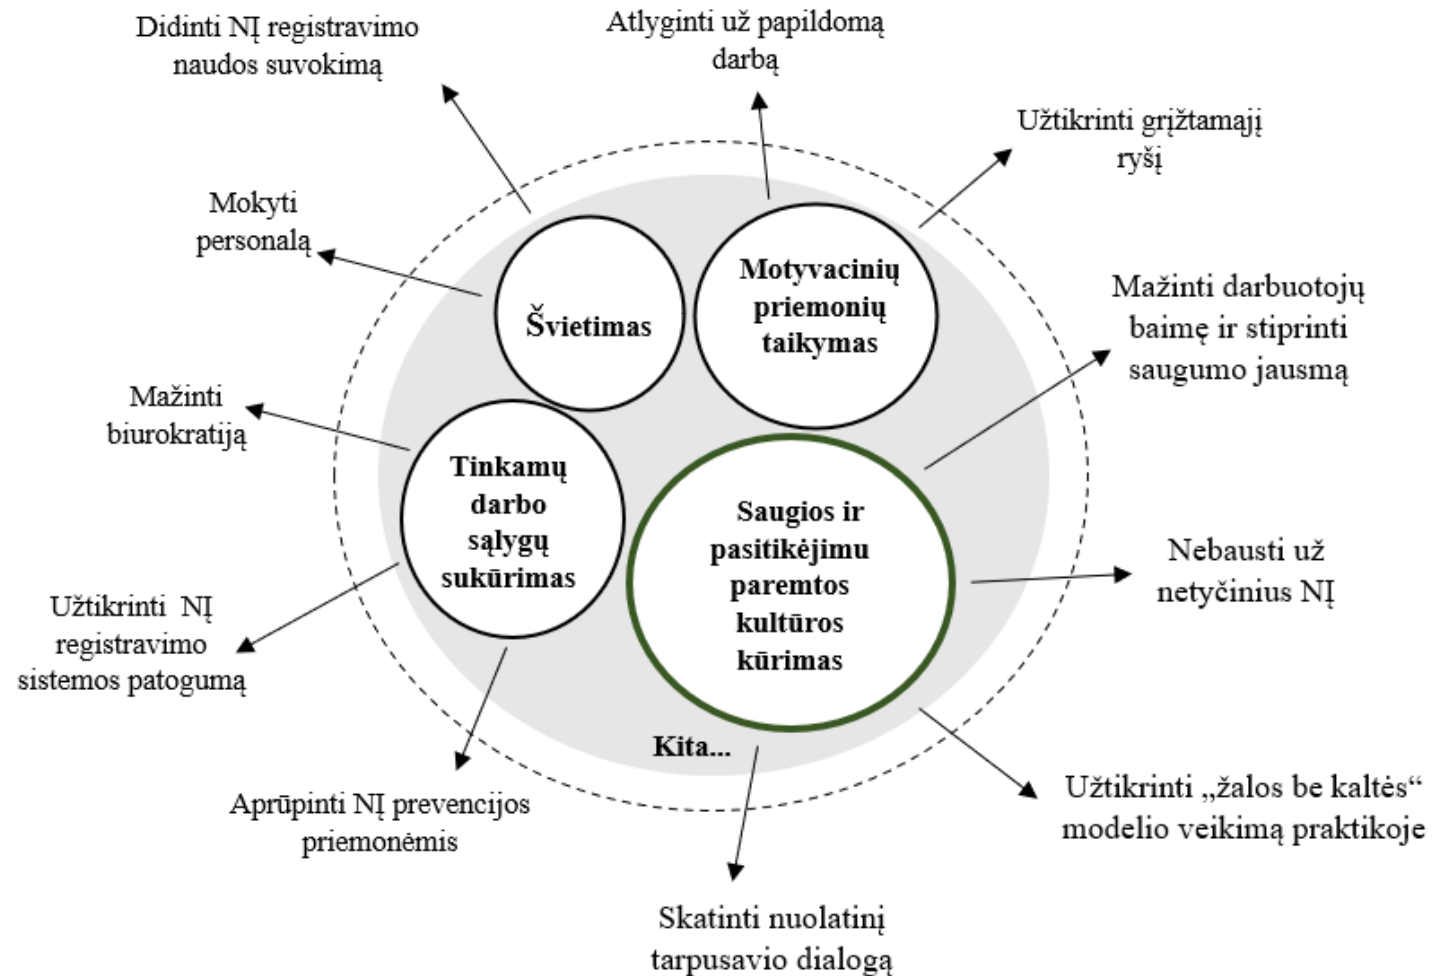 Didinti NĮ registravimo
naudos suvokimą
Atlyginti už papildomą
darbą
Užtikrinti grįžtamąjį
ryšį
Mokyti
personalą
Švietimas
Motyvacinių
priemonių
taikymas
Mažinti darbuotojų
baimę ir stiprinti
saugumo jausmą
Mažinti
biurokratiją
Tinkamų
darbo
sąlygų
sukūrimas
Saugios ir
pasitikėjimu
paremtos
kultūros
kūrimas
Nebausti už
netyčinius NĮ
Užtikrinti NĮ
registravimo
sistemos patogumą
Kita...
Aprūpinti NĮ prevencijos
priemonėmis
Užtikrinti „žalos be kaltės“
modelio veikimą praktikoje
Skatinti nuolatinį
tarpusavio dialogą